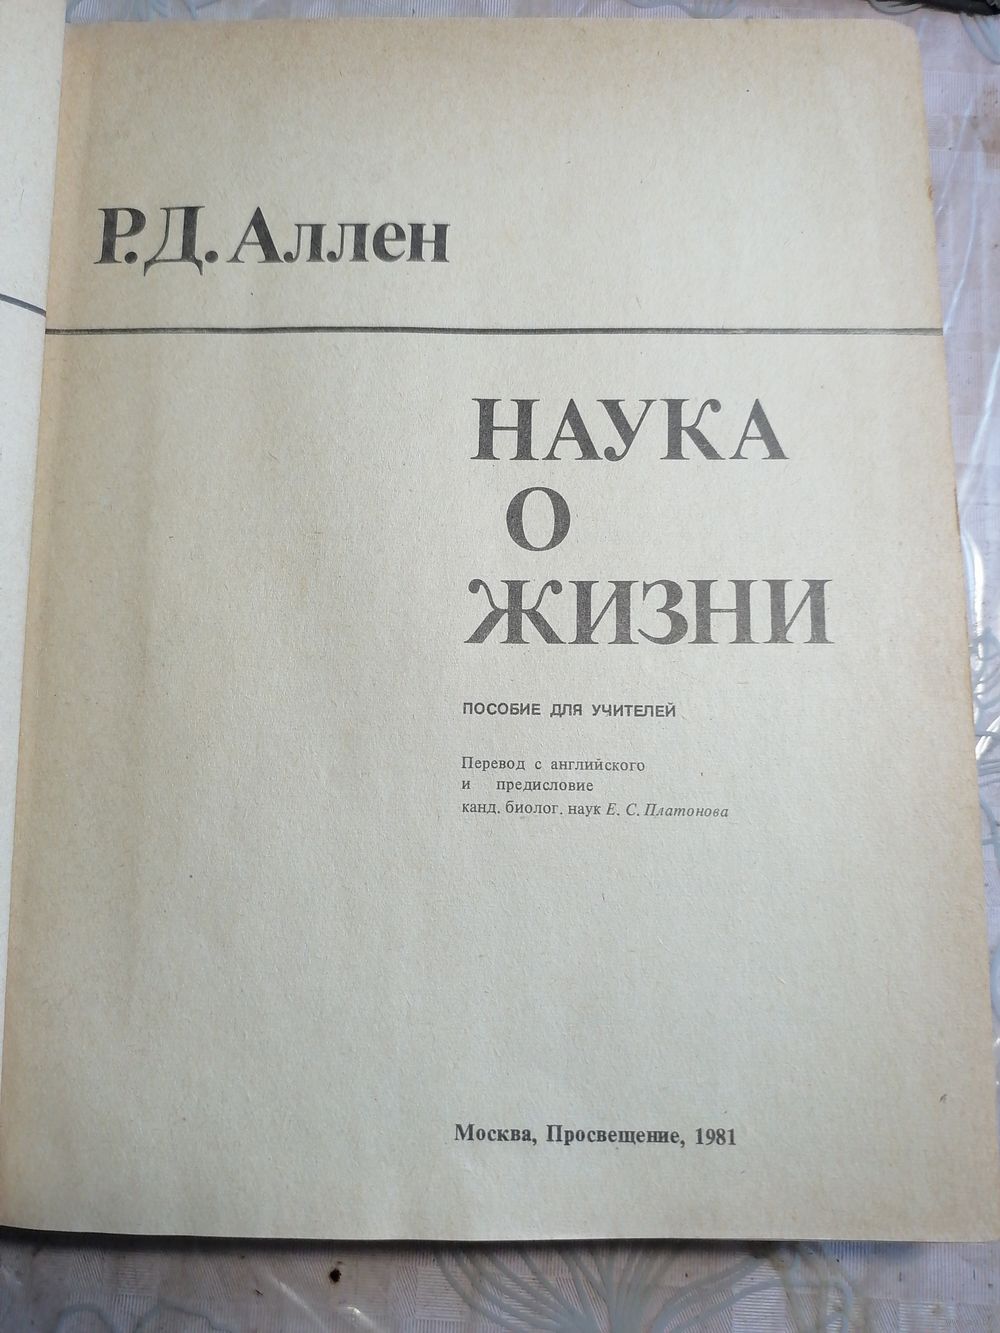 Р.Д. Аллен
НАУКА
О
ЖИЗНИ
ПОСОБИЕ ДЛЯ УЧИТЕЛЕЙ
Перевод с английского
и предисловие
канд. биолог. наук Е. С. Платонова
Москва, Просвещение, 1981